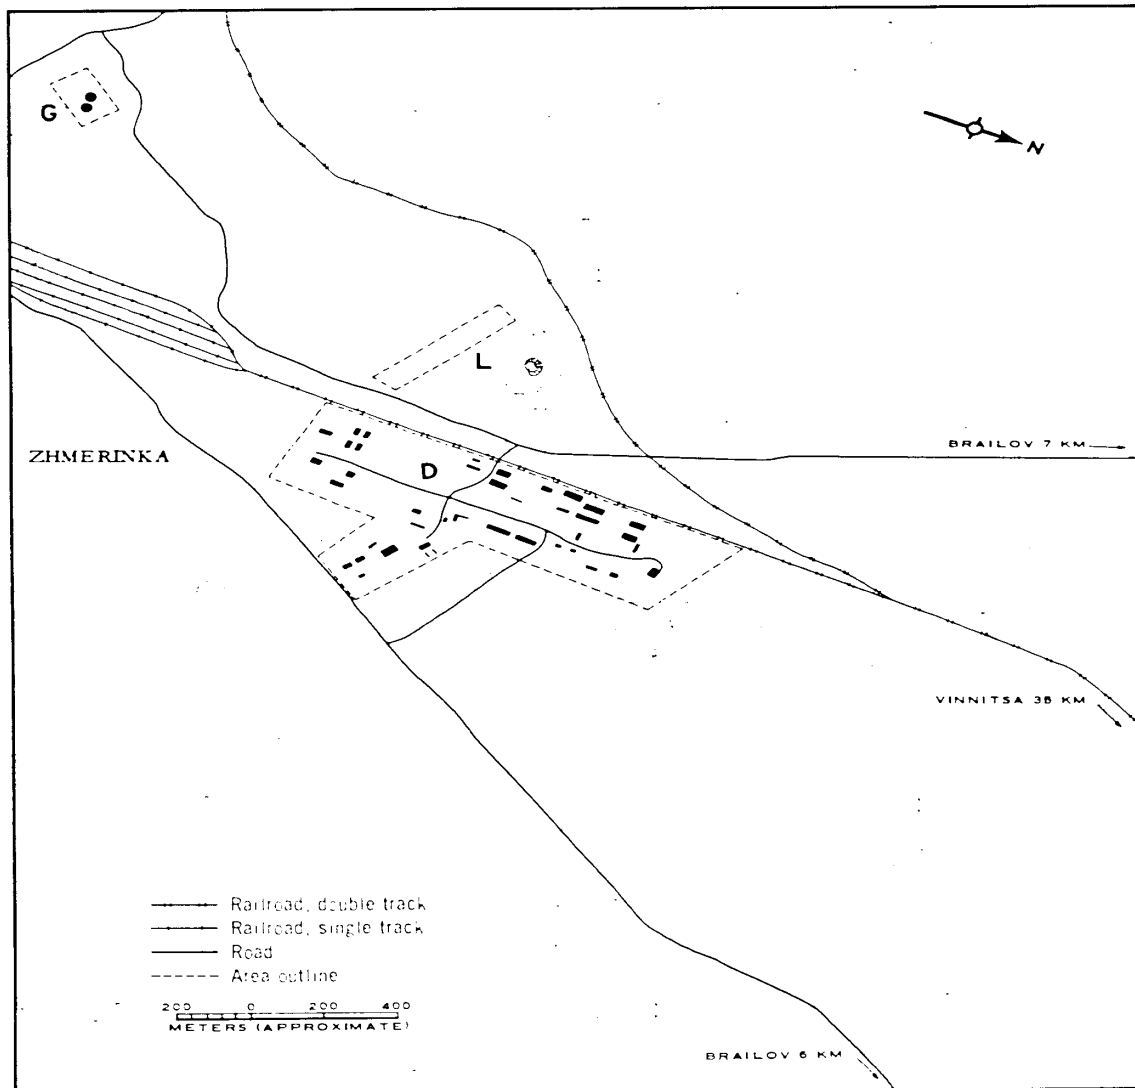 G
N
L
BRAILOV 7 KM
ZHMERINKA
D
VINNITSA 38 KM
Railroad, double track
Railroad, single track
Road
Area outline
200 0 200 400
METERS (APPROXIMATE)
BRAILOV 6 KM